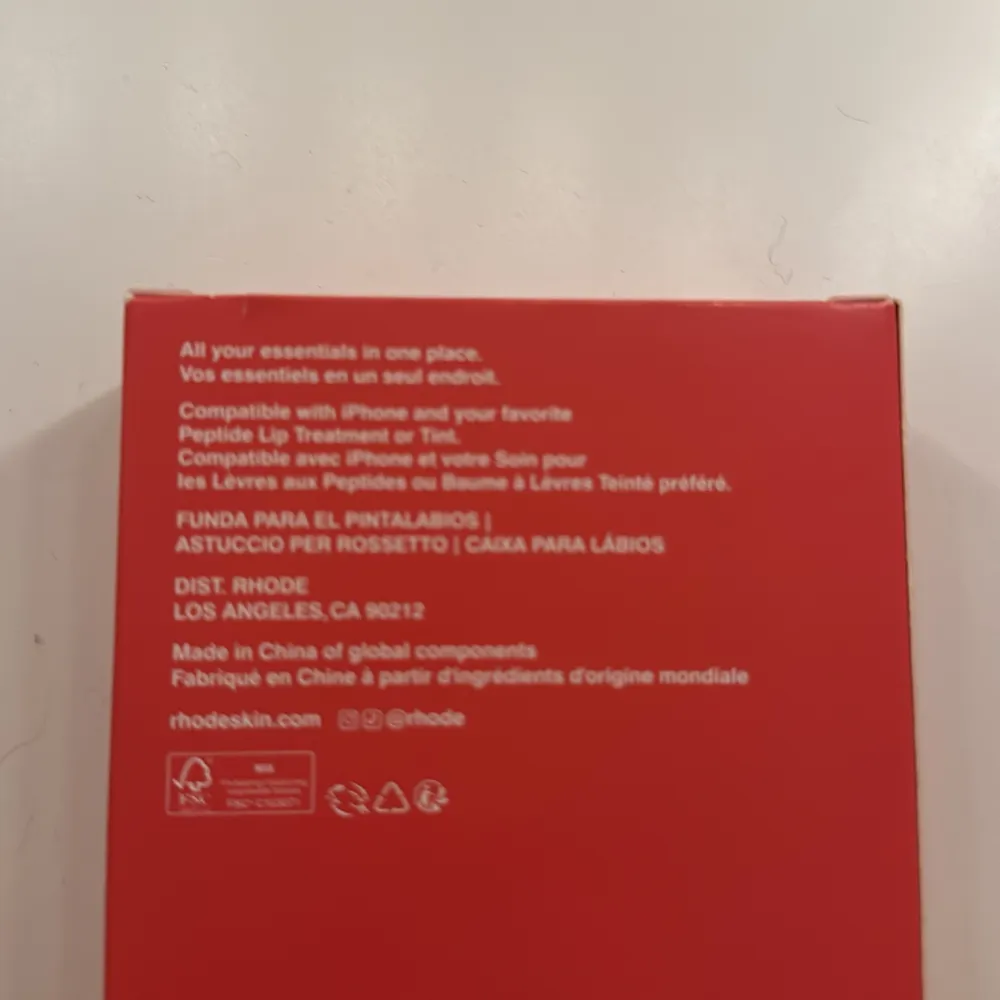 All your essentials in one place.
Vos essentiels en un seul endroit.
Compatible with iPhone and your favorite
Peptide Lip Treatment or Tint.
Compatible avec iPhone et votre Soin pour
les Lèvres aux Peptides ou Baume à Lèvres Teinté préféré.
FUNDA PARA EL PINTALABIOS |
ASTUCCIO PER ROSSETTO | CAIXA PARA LÁBIOS
DIST. RHODE
LOS ANGELES, CA 90212
Made in China of global components
Fabriqué en Chine à partir d'ingrédients d'origine mondiale
rhodeskin.com @rhode
FSC MIX